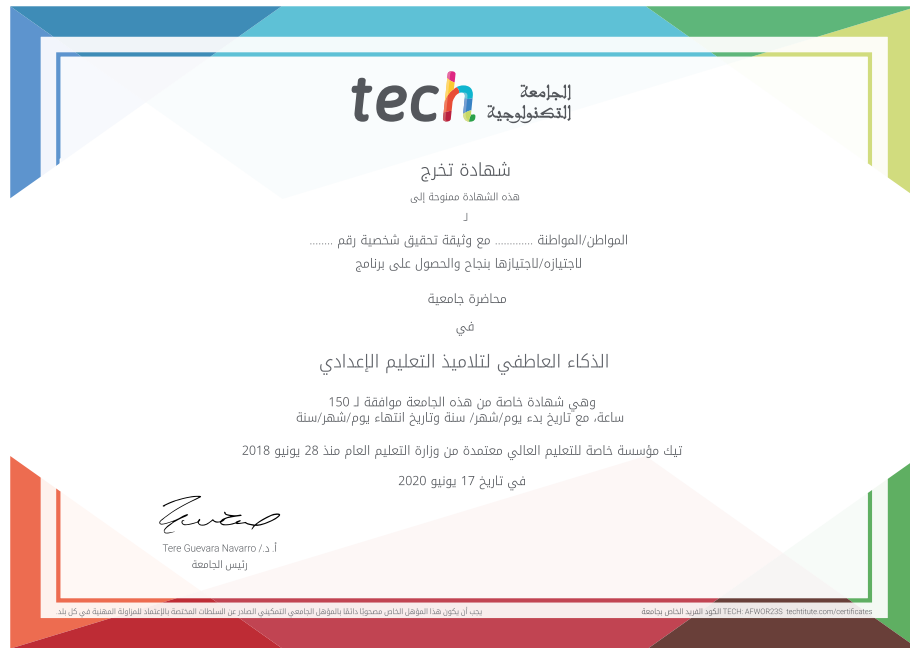 tech الجامعة
التكنولوجية
شهادة تخرج
هذه الشهادة ممنوحة إلى
لـ
المواطن/المواطنة ............. مع وثيقة تحقيق شخصية رقم ........
لاجتيازه/لاجتيازها بنجاح والحصول على برنامج
محاضرة جامعية
في
الذكاء العاطفي لتلاميذ التعليم الإعدادي
وهي شهادة خاصة من هذه الجامعة موافقة لـ 150
ساعة، مع تاريخ بدء يوم/شهر/ سنة وتاريخ انتهاء يوم/شهر/سنة
تيك مؤسسة خاصة للتعليم العالي معتمدة من وزارة التعليم العام منذ 28 يونيو 2018
في تاريخ 17 يونيو 2020
أ. د./ Tere Guevara Navarro
رئيس الجامعة
يجب أن يكون هذا المؤهل الخاص مصحوبًا دائمًا بالمؤهل الجامعي التمكيني الصادر عن السلطات المختصة بالإعتماد للمزاولة المهنية في كل بلد.
الكود الفريد الخاص بجامعة TECH: AFWOR23S techtitute.com/certificates